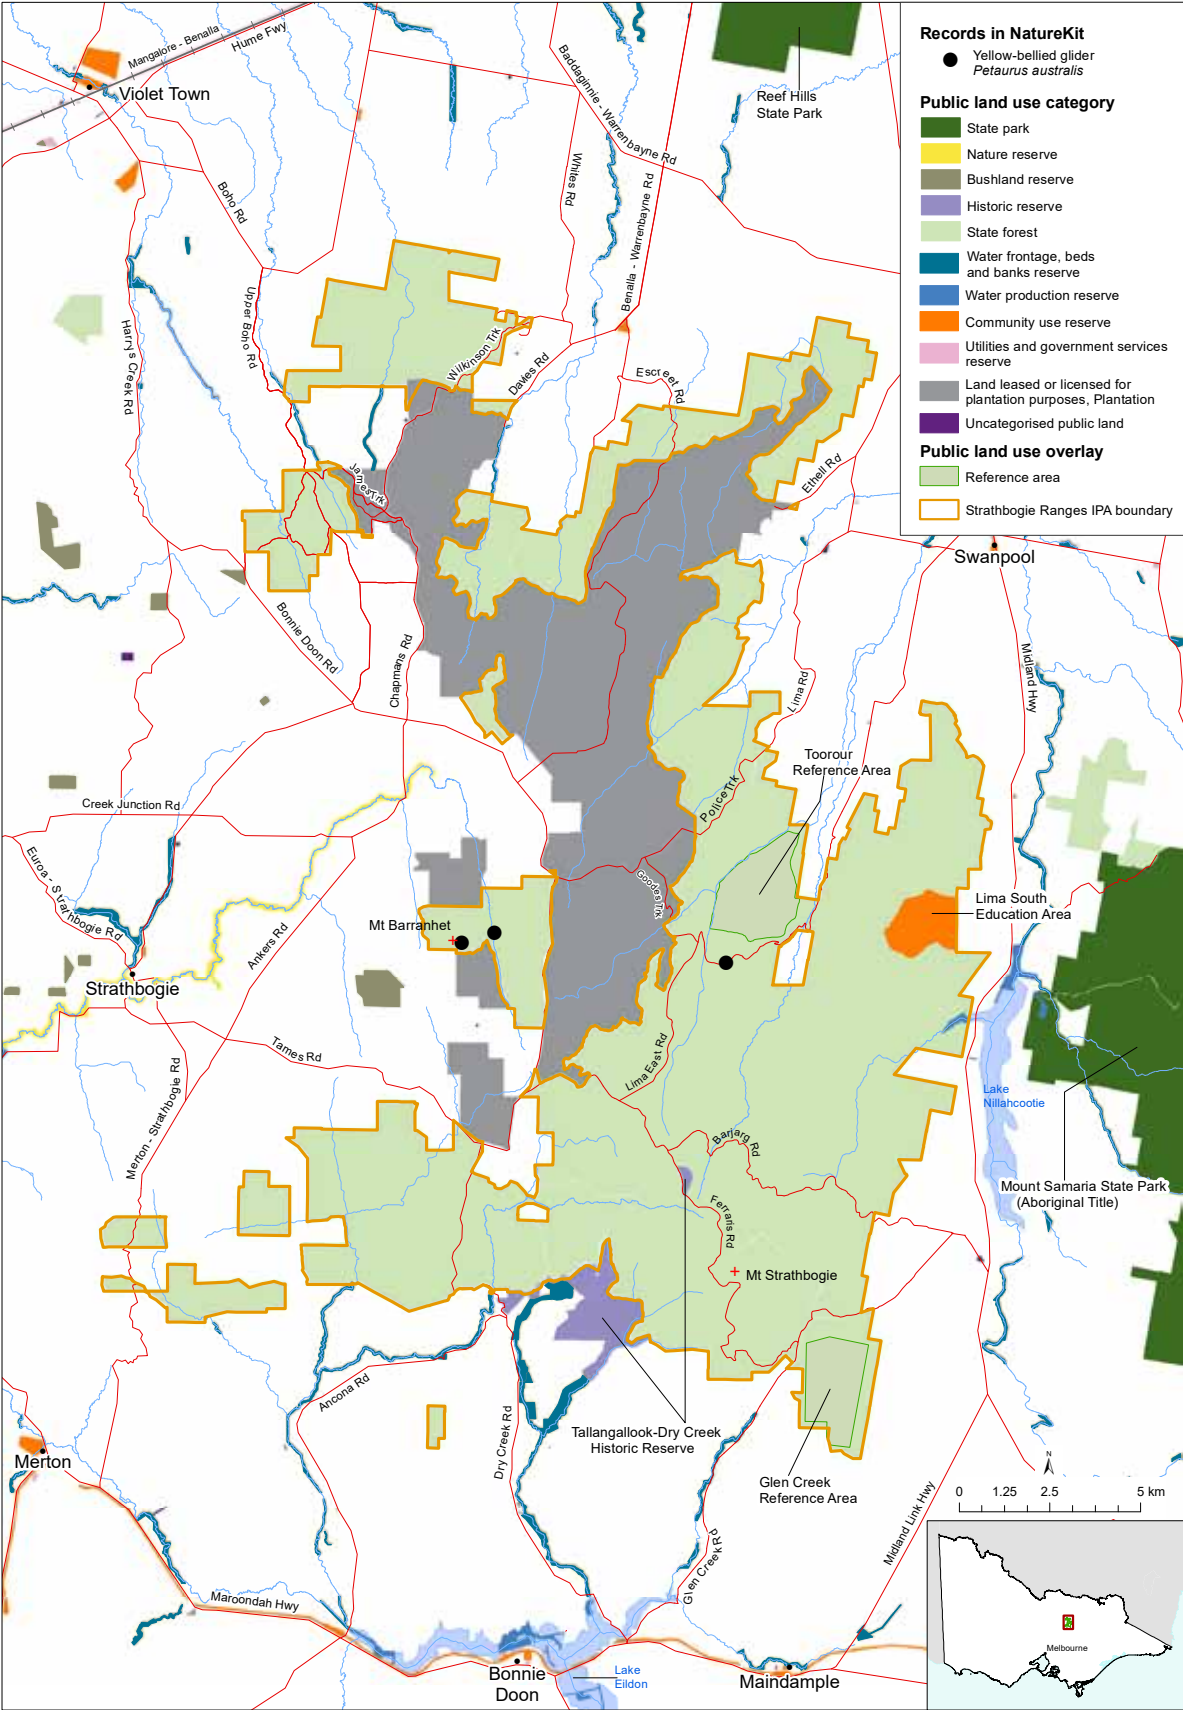 Mangalore - Benalla
Hume Fwy
Violet Town
Baddaginnie - Warrenbayne Rd
Reef Hills
State Park
Whites Rd
Benalla - Warrenbayne Rd
Boho Rd
Upper Boho Rd
Harrys Creek Rd
Wilkinson Trk
Davies Rd
Escreet Rd
James Trk
Ethell Rd
Swanpool
Bonnie Doon Rd
Chapmans Rd
Lima Rd
Midland Hwy
Toorour
Reference Area
Police Trk
Creek Junction Rd
Euroa - Strathbogie Rd
Goodes Trk
Lima South
Education Area
Mt Barranhet
Ankers Rd
Strathbogie
Tames Rd
Lima East Rd
Merton - Strathbogie Rd
Lake
Nillahcootie
Barjarg Rd
Mount Samaria State Park
(Aboriginal Title)
Ferraris Rd
Mt Strathbogie
Ancona Rd
Dry Creek Rd
Tallangallook-Dry Creek
Historic Reserve
Merton
Glen Creek
Reference Area
Midland Link Hwy
Glen Creek Rd
Maroondah Hwy
Bonnie
Doon
Lake
Eildon
Maindample
Records in NatureKit
Yellow-bellied glider
Petaurus australis
Public land use category
State park
Nature reserve
Bushland reserve
Historic reserve
State forest
Water frontage, beds
and banks reserve
Water production reserve
Community use reserve
Utilities and government services
reserve
Land leased or licensed for
plantation purposes, Plantation
Uncategorised public land
Public land use overlay
Reference area
Strathbogie Ranges IPA boundary
N
0 1.25 2.5 5 km
Melbourne